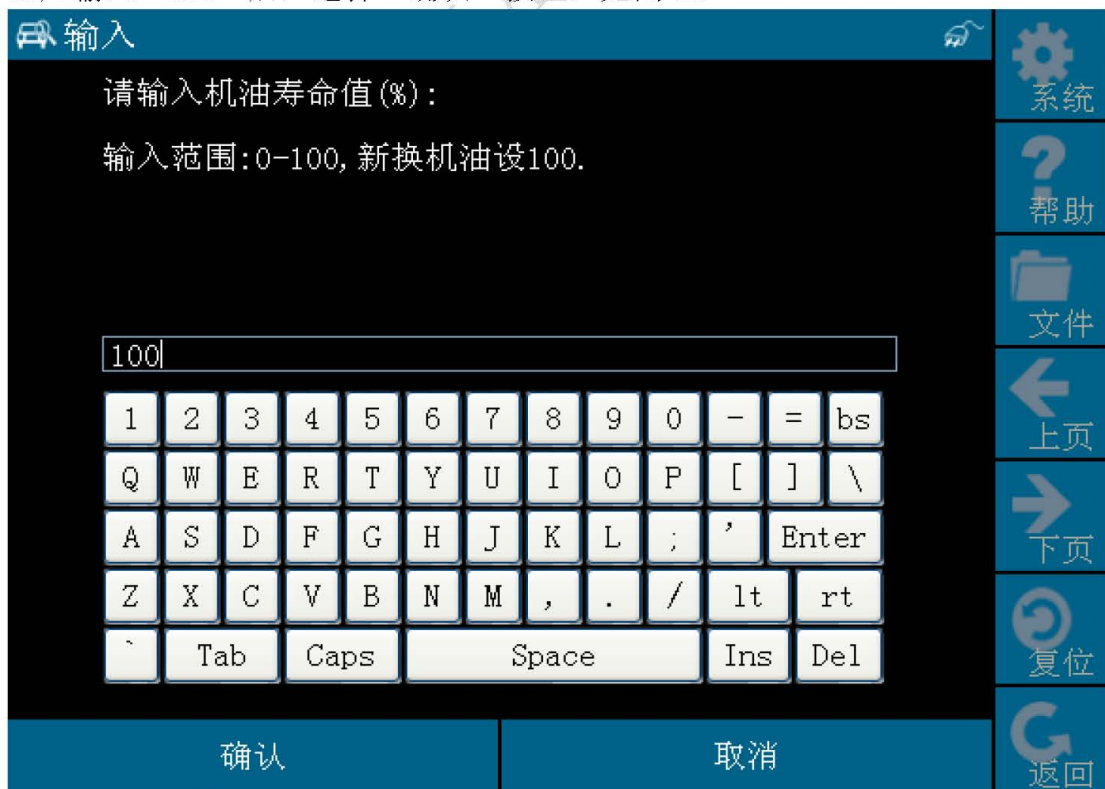 输入
请输入机油寿命值(%):
输入范围:0-100,新换机油设100.
100
1 2 3 4 5 6 7 8 9 0 - = bs
Q W E R T Y U I O P [ ] \
A S D F G H J K L ; ' Enter
Z X C V B N M , . / lt rt
` Tab Caps Space Ins Del
确认 取消
系统
帮助
文件
上页
下页
复位
返回